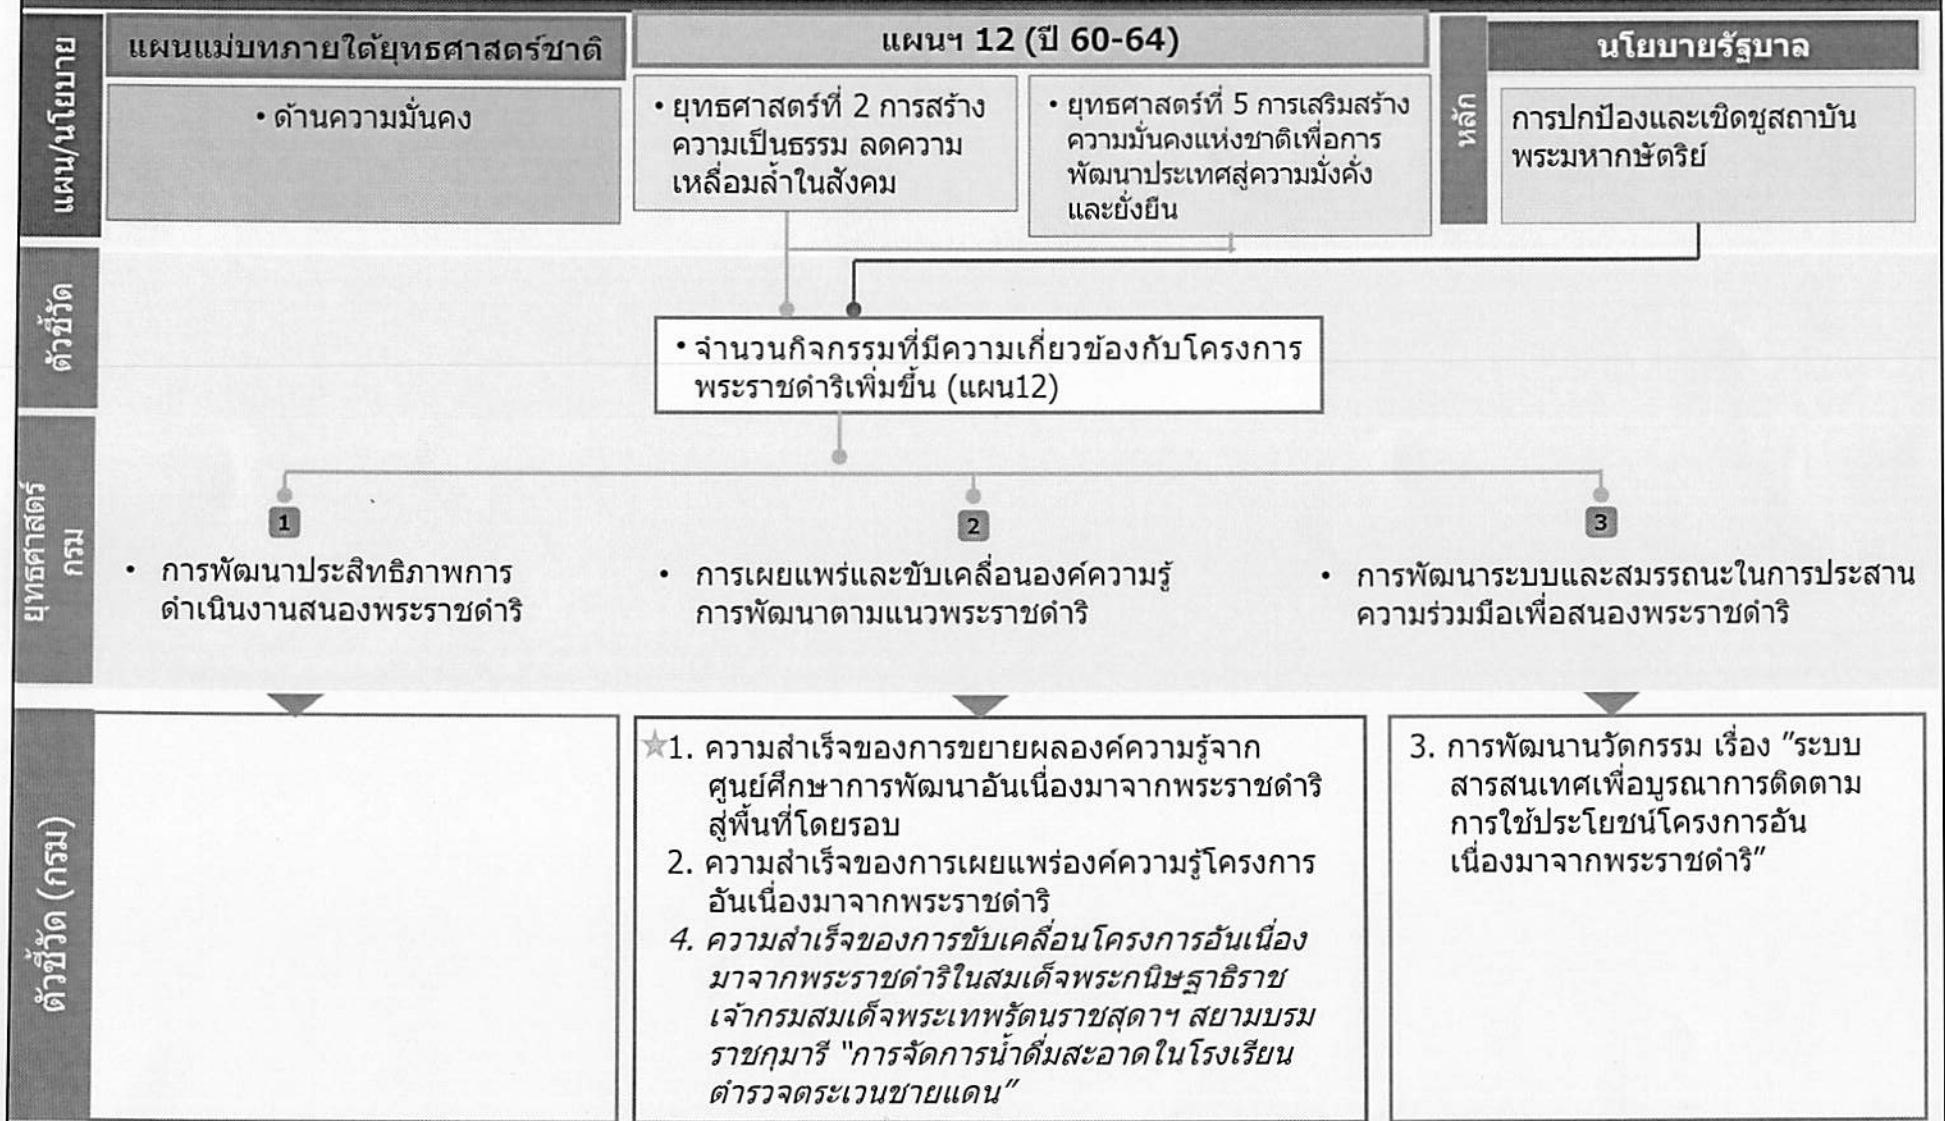 แผน/นโยบาย
แผนแม่บทภายใต้ยุทธศาสตร์ชาติ
• ด้านความมั่นคง
แผนฯ 12 (ปี 60-64)
• ยุทธศาสตร์ที่ 2 การสร้าง
ความเป็นธรรม ลดความ
เหลื่อมล้ำในสังคม
• ยุทธศาสตร์ที่ 5 การเสริมสร้าง
ความมั่นคงแห่งชาติเพื่อการ
พัฒนาประเทศสู่ความมั่งคั่ง
และยั่งยืน
หลัก
นโยบายรัฐบาล
การปกป้องและเชิดชูสถาบัน
พระมหากษัตริย์
ตัวชี้วัด
• จำนวนกิจกรรมที่มีความเกี่ยวข้องกับโครงการ
พระราชดำริเพิ่มขึ้น (แผน12)
ยุทธศาสตร์
กรม
1
• การพัฒนาประสิทธิภาพการ
ดำเนินงานสนองพระราชดำริ
2
• การเผยแพร่และขับเคลื่อนองค์ความรู้
การพัฒนาตามแนวพระราชดำริ
3
• การพัฒนาระบบและสมรรถนะในการประสาน
ความร่วมมือเพื่อสนองพระราชดำริ
ตัวชี้วัด (กรม)
1. ความสำเร็จของการขยายผลองค์ความรู้จาก
ศูนย์ศึกษาการพัฒนาอันเนื่องมาจากพระราชดำริ
สู่พื้นที่โดยรอบ
2. ความสำเร็จของการเผยแพร่องค์ความรู้โครงการ
อันเนื่องมาจากพระราชดำริ
4. ความสำเร็จของการขับเคลื่อนโครงการอันเนื่อง
มาจากพระราชดำริในสมเด็จพระกนิษฐาธิราช
เจ้ากรมสมเด็จพระเทพรัตนราชสุดาฯ สยามบรม
ราชกุมารี "การจัดการน้ำดื่มสะอาดในโรงเรียน
ตำรวจตระเวนชายแดน"
3. การพัฒนานวัตกรรม เรื่อง "ระบบ
สารสนเทศเพื่อบูรณาการติดตาม
การใช้ประโยชน์โครงการอัน
เนื่องมาจากพระราชดำริ"